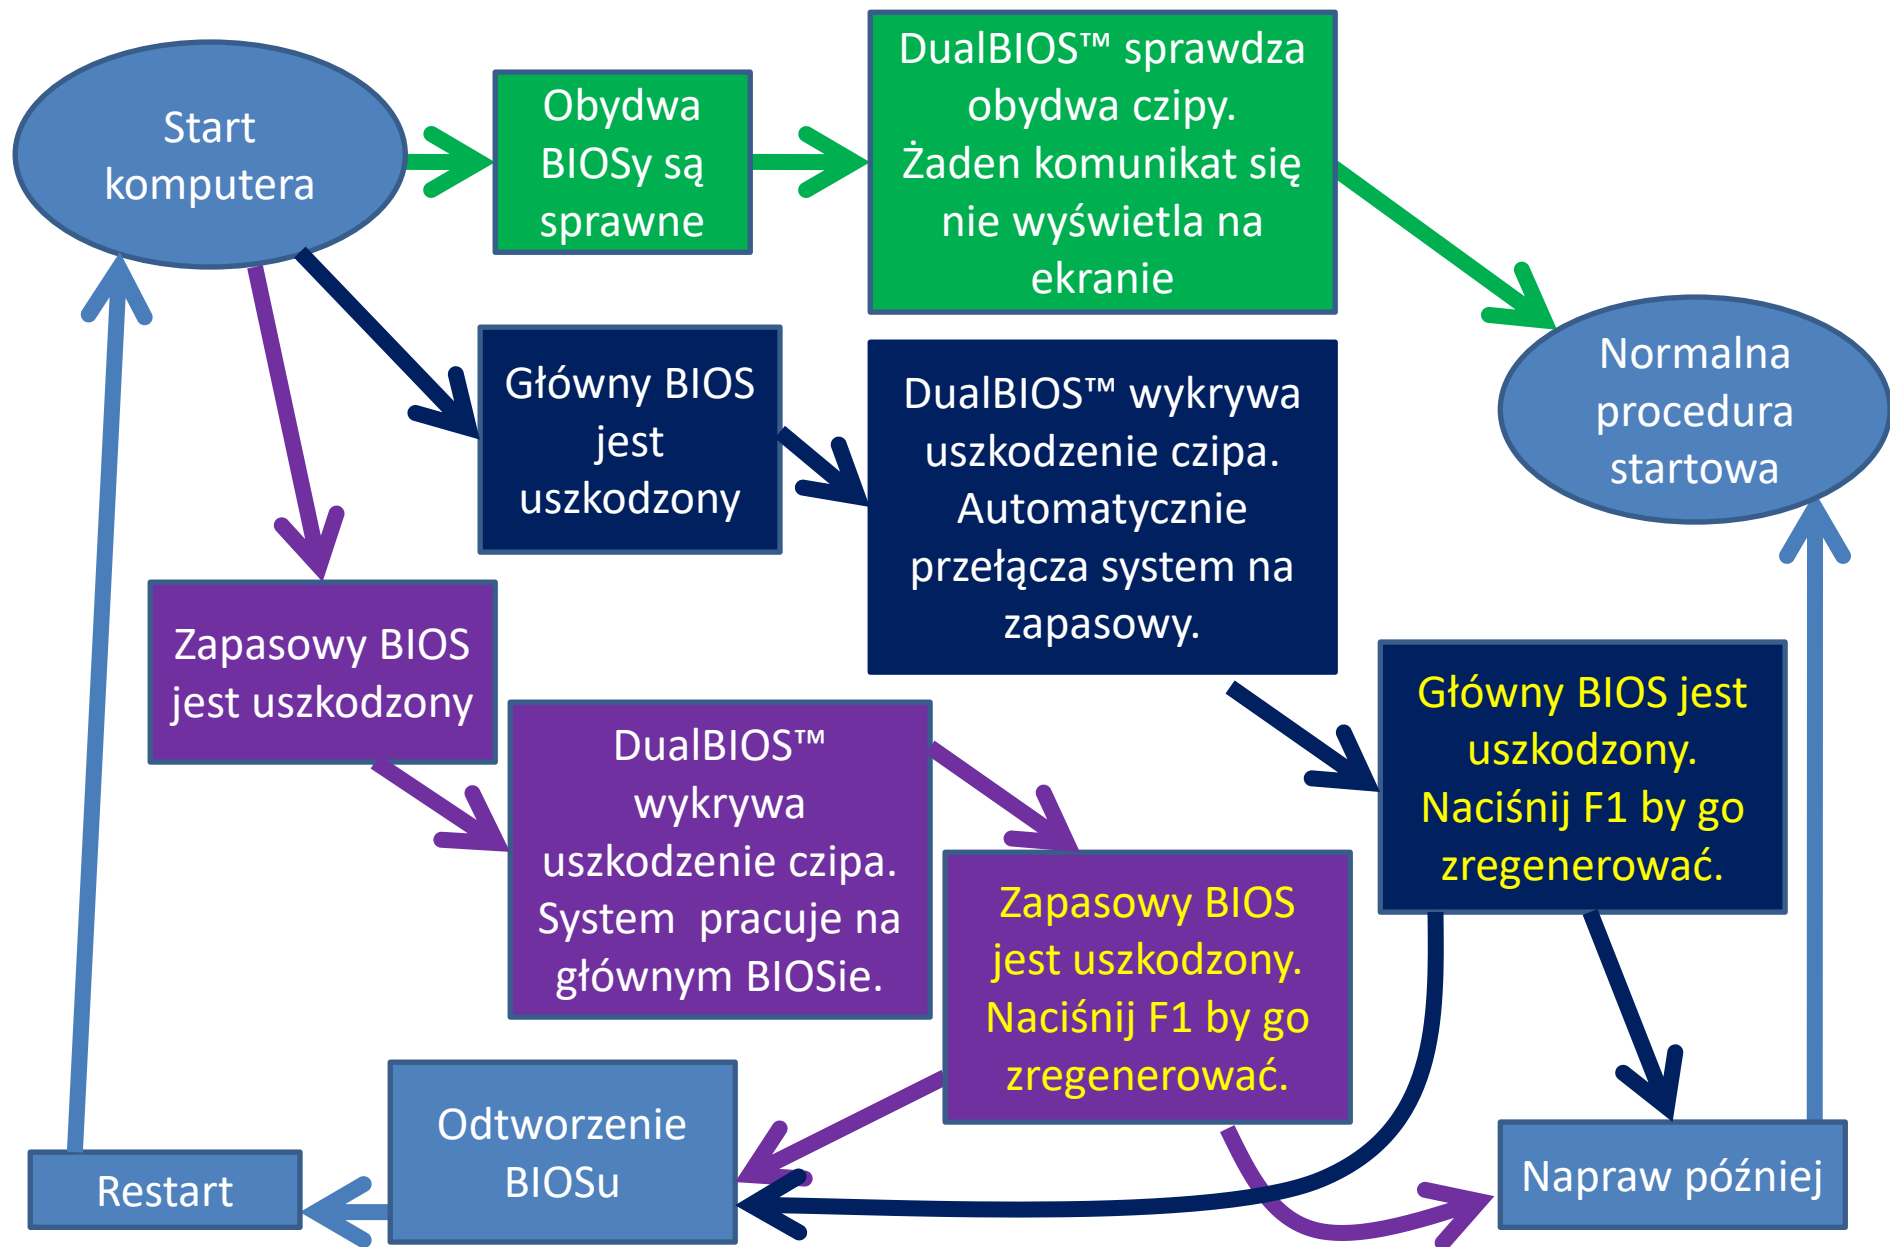 Start
komputera
Obydwa
BIOSy są
sprawne
DualBIOS™ sprawdza
obydwa czipy.
Żaden komunikat się
nie wyświetla na
ekranie
Normalna
procedura
startowa
Główny BIOS
jest
uszkodzony
DualBIOS™ wykrywa
uszkodzenie czipa.
Automatycznie
przełącza system na
zapasowy.
Zapasowy BIOS
jest uszkodzony
DualBIOS™
wykrywa
uszkodzenie czipa.
System  pracuje na
głównym BIOSie.
Główny BIOS jest
uszkodzony.
Naciśnij F1 by go
zregenerować.
Zapasowy BIOS
jest uszkodzony.
Naciśnij F1 by go
zregenerować.
Odtworzenie
BIOSu
Restart
Napraw później